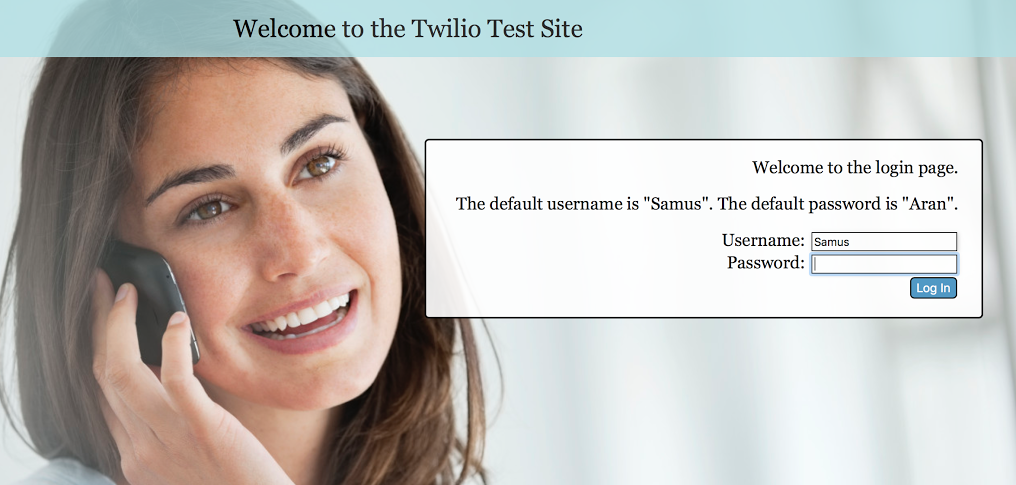 Welcome to the Twilio Test Site
Welcome to the login page.
The default username is "Samus". The default password is "Aran".
Username: Samus
Password:
Log In